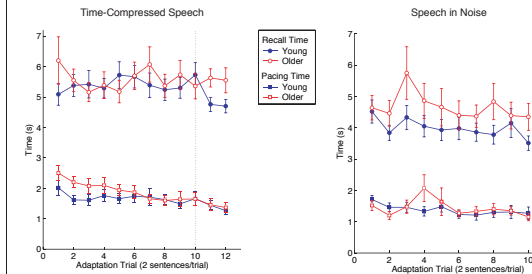 Time-Compressed Speech
7
6
5
4
3
2
1
0
Time (s)
0 2 4 6 8 10 12
Adaptation Trial (2 sentences/trial)
Recall Time
Young
Older
Pacing Time
Young
Older
Speech in Noise
7
6
5
4
3
2
1
0
Time (s)
0 2 4 6 8 10
Adaptation Trial (2 sentences/trial)